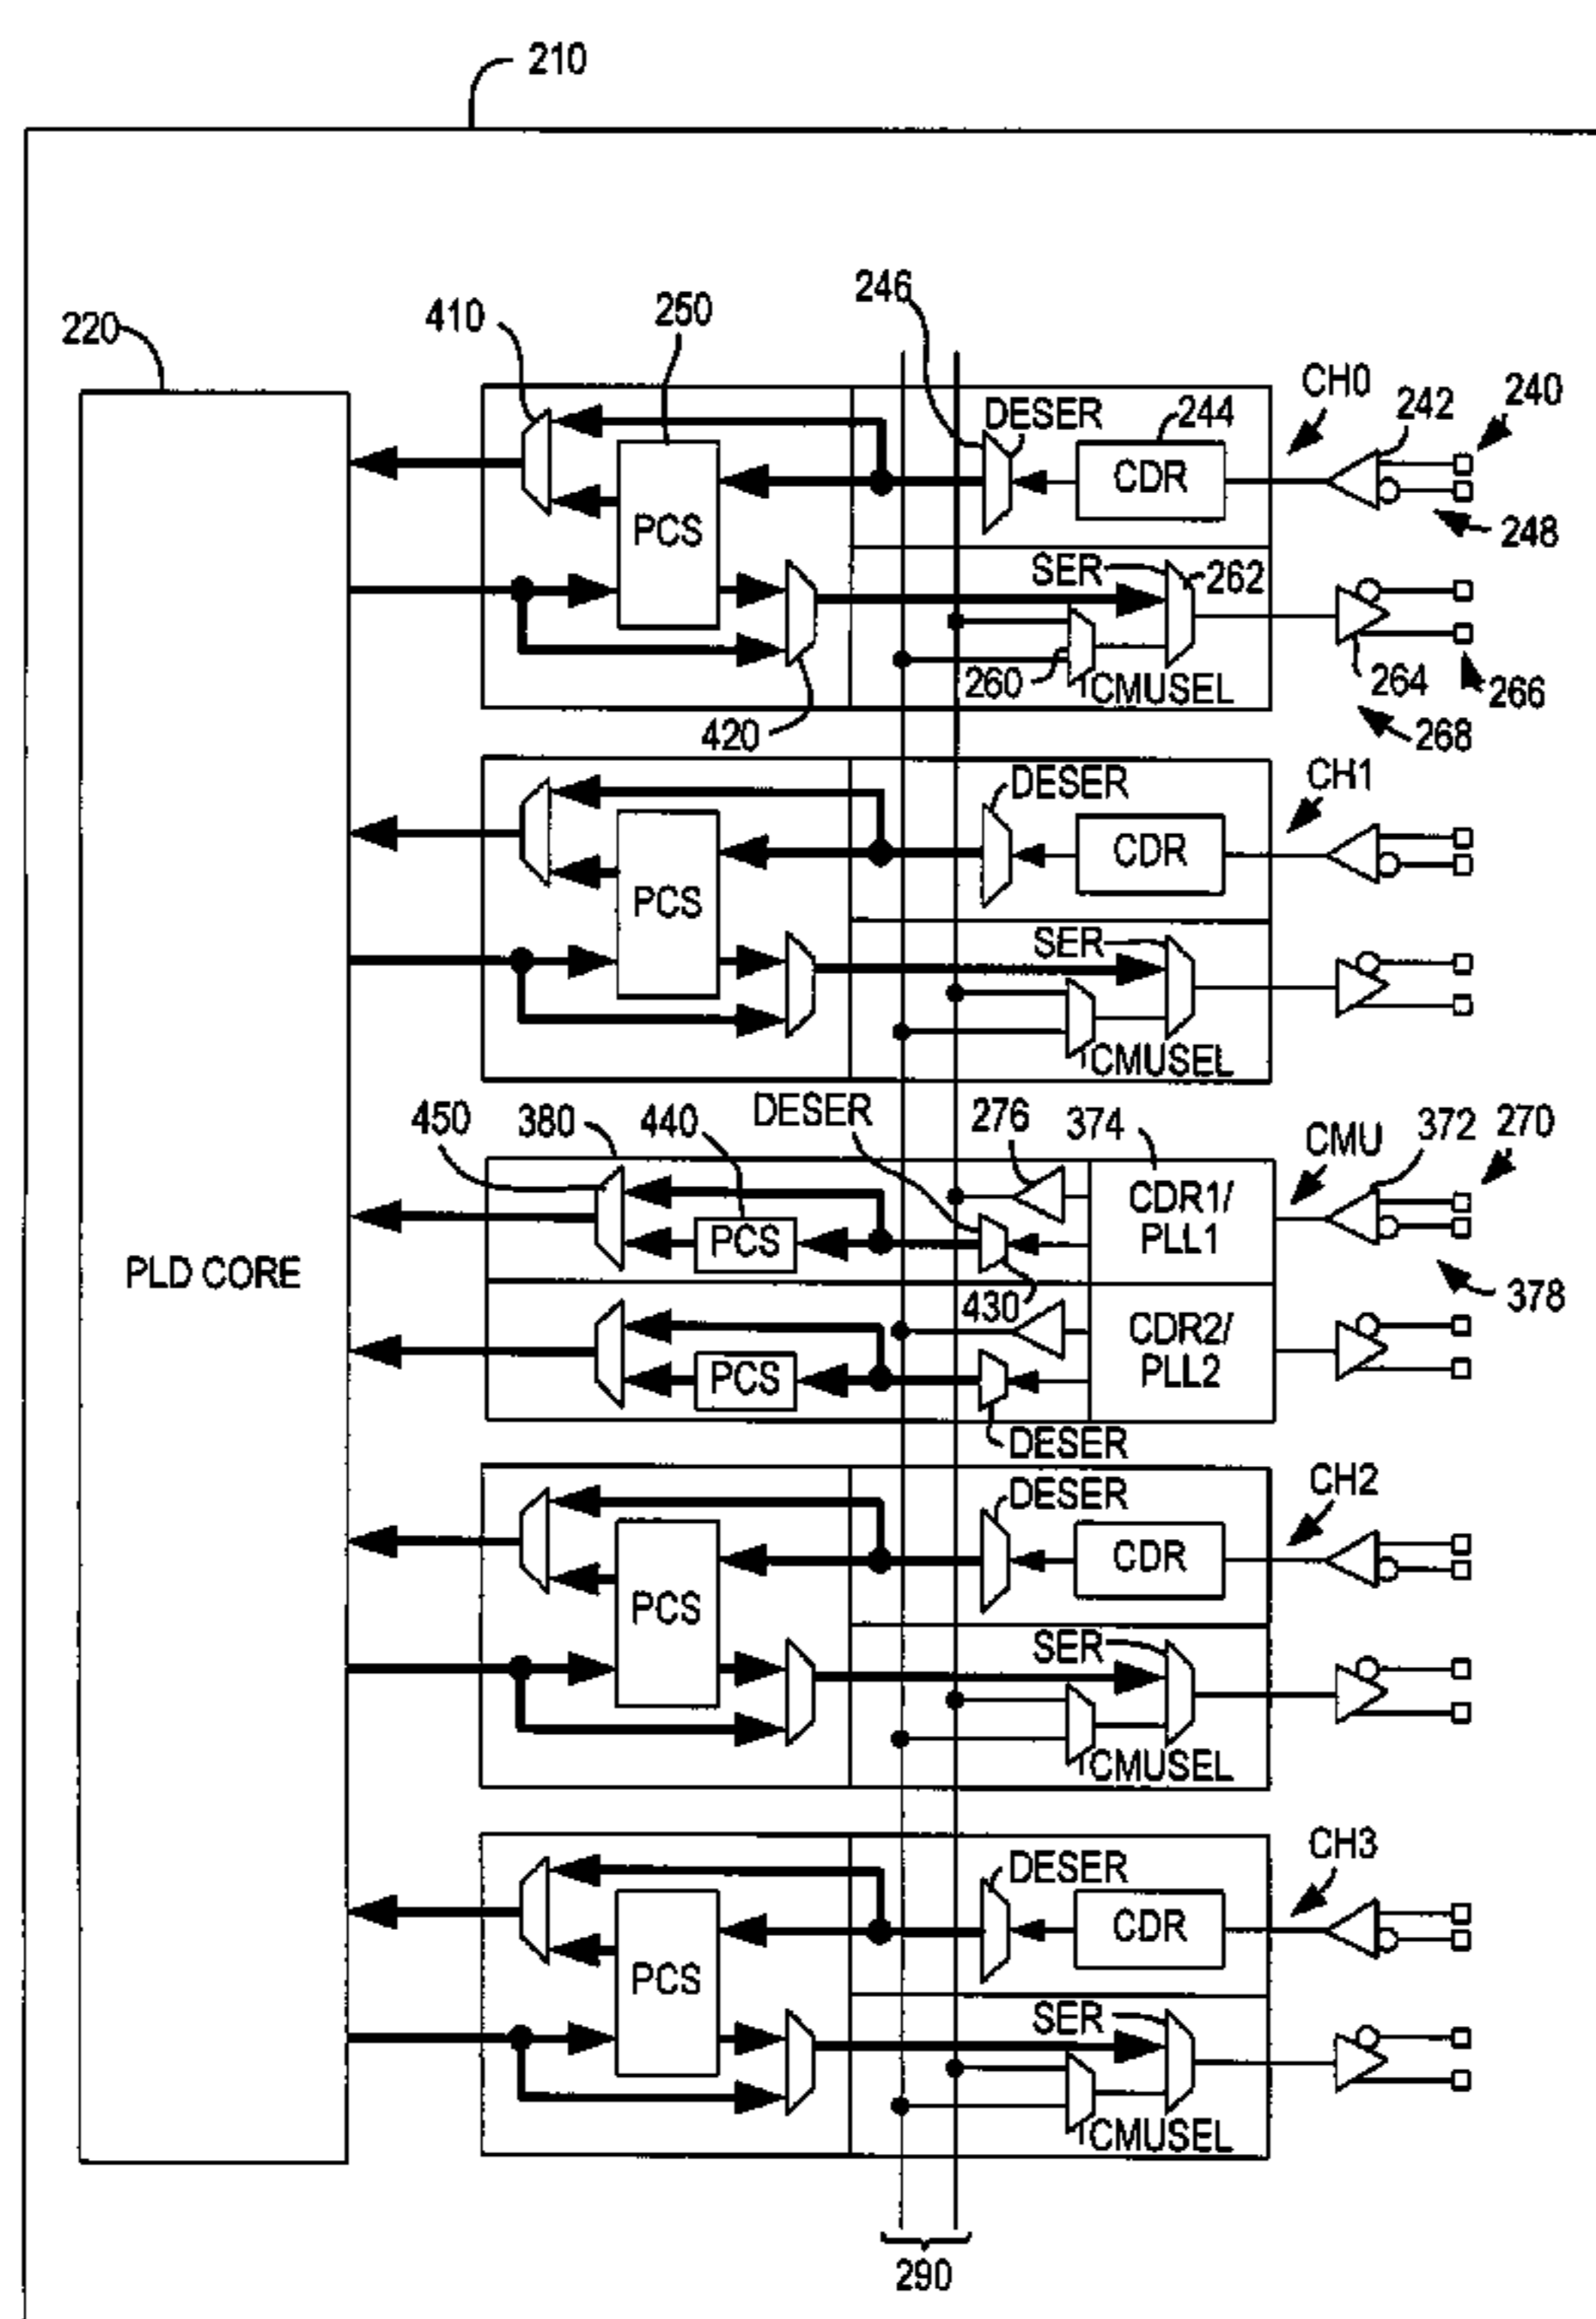 210
220
410
250
246
DESER
244
CDR
CH0
242
240
248
PCS
SER
262
260
CMUSEL
264
266
268
420
DESER
CDR
CH1
PCS
SER
CMUSEL
450
380
440
DESER
276
374
CMU
372
270
CDR1/
PLL1
PCS
430
378
PLD CORE
CDR2/
PLL2
PCS
DESER
DESER
CDR
CH2
PCS
SER
CMUSEL
DESER
CDR
CH3
PCS
SER
CMUSEL
290